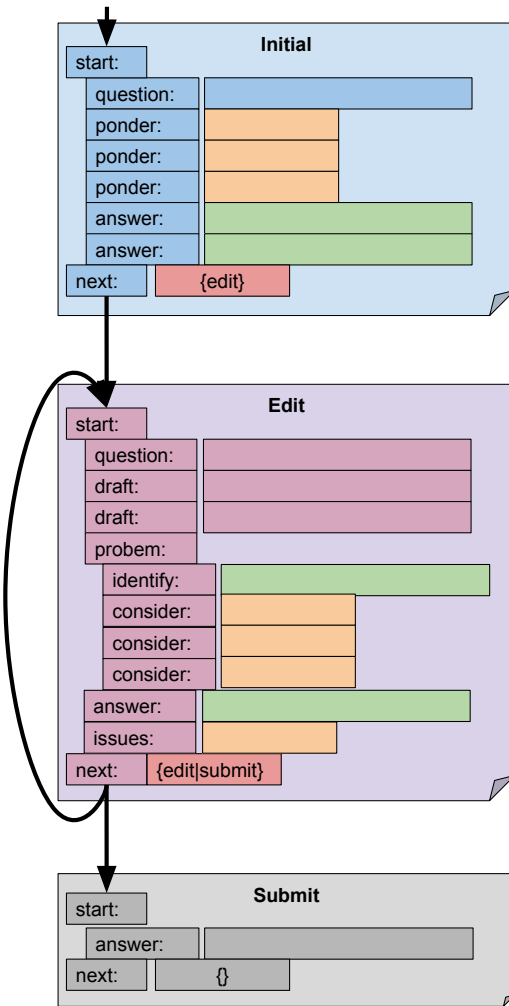 Initial
start:
question:
ponder:
ponder:
ponder:
answer:
answer:
next: {edit}
Edit
start:
question:
draft:
draft:
probem:
identify:
consider:
consider:
consider:
answer:
issues:
next: {edit|submit}
Submit
start:
answer:
next: {}